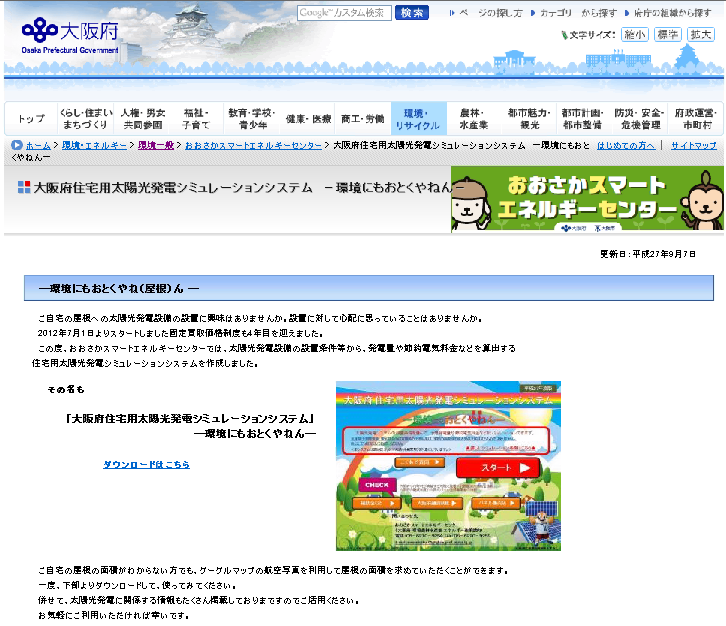 大阪府
Osaka Prefectural Government
Google™カスタム検索
検索
ページの探し方
カテゴリーから探す
府庁の組織から探す
文字サイズ:
縮小
標準
拡大
トップ
くらし・住まい・まちづくり
人権・男女共同参画
福祉・子育て
教育・学校・青少年
健康・医療
商工・労働
環境・リサイクル
農林・水産業
都市魅力・観光
都市計画・都市整備
防災・安全・危機管理
府政運営・市町村
ホーム > 環境・エネルギー > 環境一般 > おおさかスマートエネルギーセンター > 大阪府住宅用太陽光発電シミュレーションシステム －環境にもおとくやねん－
はじめての方へ | サイトマップ
大阪府住宅用太陽光発電シミュレーションシステム －環境にもおとくやねん－
おおさかスマート
エネルギーセンター
大阪府
大阪市
更新日:平成27年9月7日
―環境にもおとくやね(屋根)ん ―
ご自宅の屋根への太陽光発電設備の設置に興味はありませんか。設置に対して心配に思っていることはありませんか。
2012年7月1日よりスタートしました固定買取価格制度も4年目を迎えました。
この度、おおさかスマートエネルギーセンターでは、太陽光発電設備の設置条件等から、発電量や節約電気料金などを算出する
住宅用太陽光発電シミュレーションシステムを作成しました。
その名も
「大阪府住宅用太陽光発電シミュレーションシステム」
―環境にもおとくやねん―
ダウンロードはこちら
大阪府住宅用太陽光発電シミュレーションシステム
スタート
CHECK
ご自宅の屋根の面積がわからない方でも、グーグルマップの航空写真を利用して屋根の面積を求めていただくことができます。
一度、下部よりダウンロードして、使ってみてください。
併せて、太陽光発電に関係する情報もたくさん掲載しておりますのでご活用ください。
お気軽にご利用いただければ幸いです。